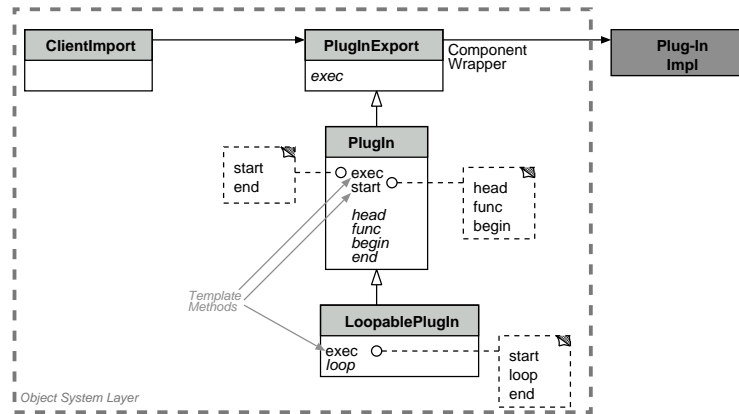 ClientImport
PlugInExport
exec
Component
Wrapper
Plug-In
Impl
PlugIn
exec
start
head
func
begin
end
start
end
head
func
begin
Template
Methods
LoopablePlugIn
exec
loop
start
loop
end
Object System Layer